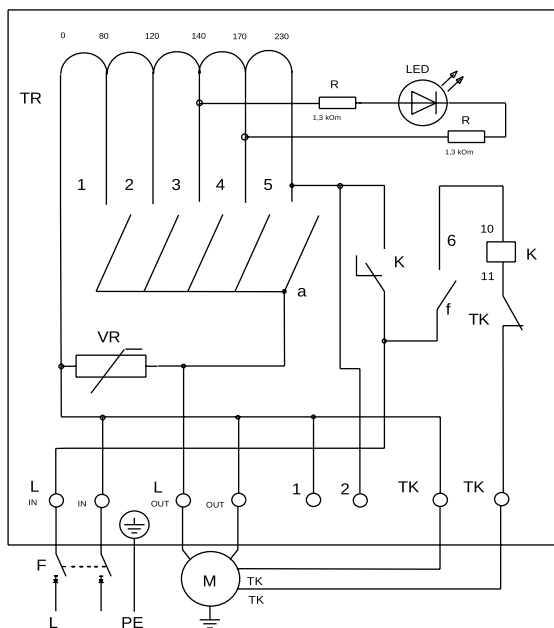 0 80 120 140 170 230
LED
R
TR
1,3 kOm
R
1,3 kOm
1 2 3 4 5
6
10
K
K
11
a
f
TK
VR
L
IN
IN
L
OUT
OUT
1
2
TK
TK
F
M
TK
TK
L
PE